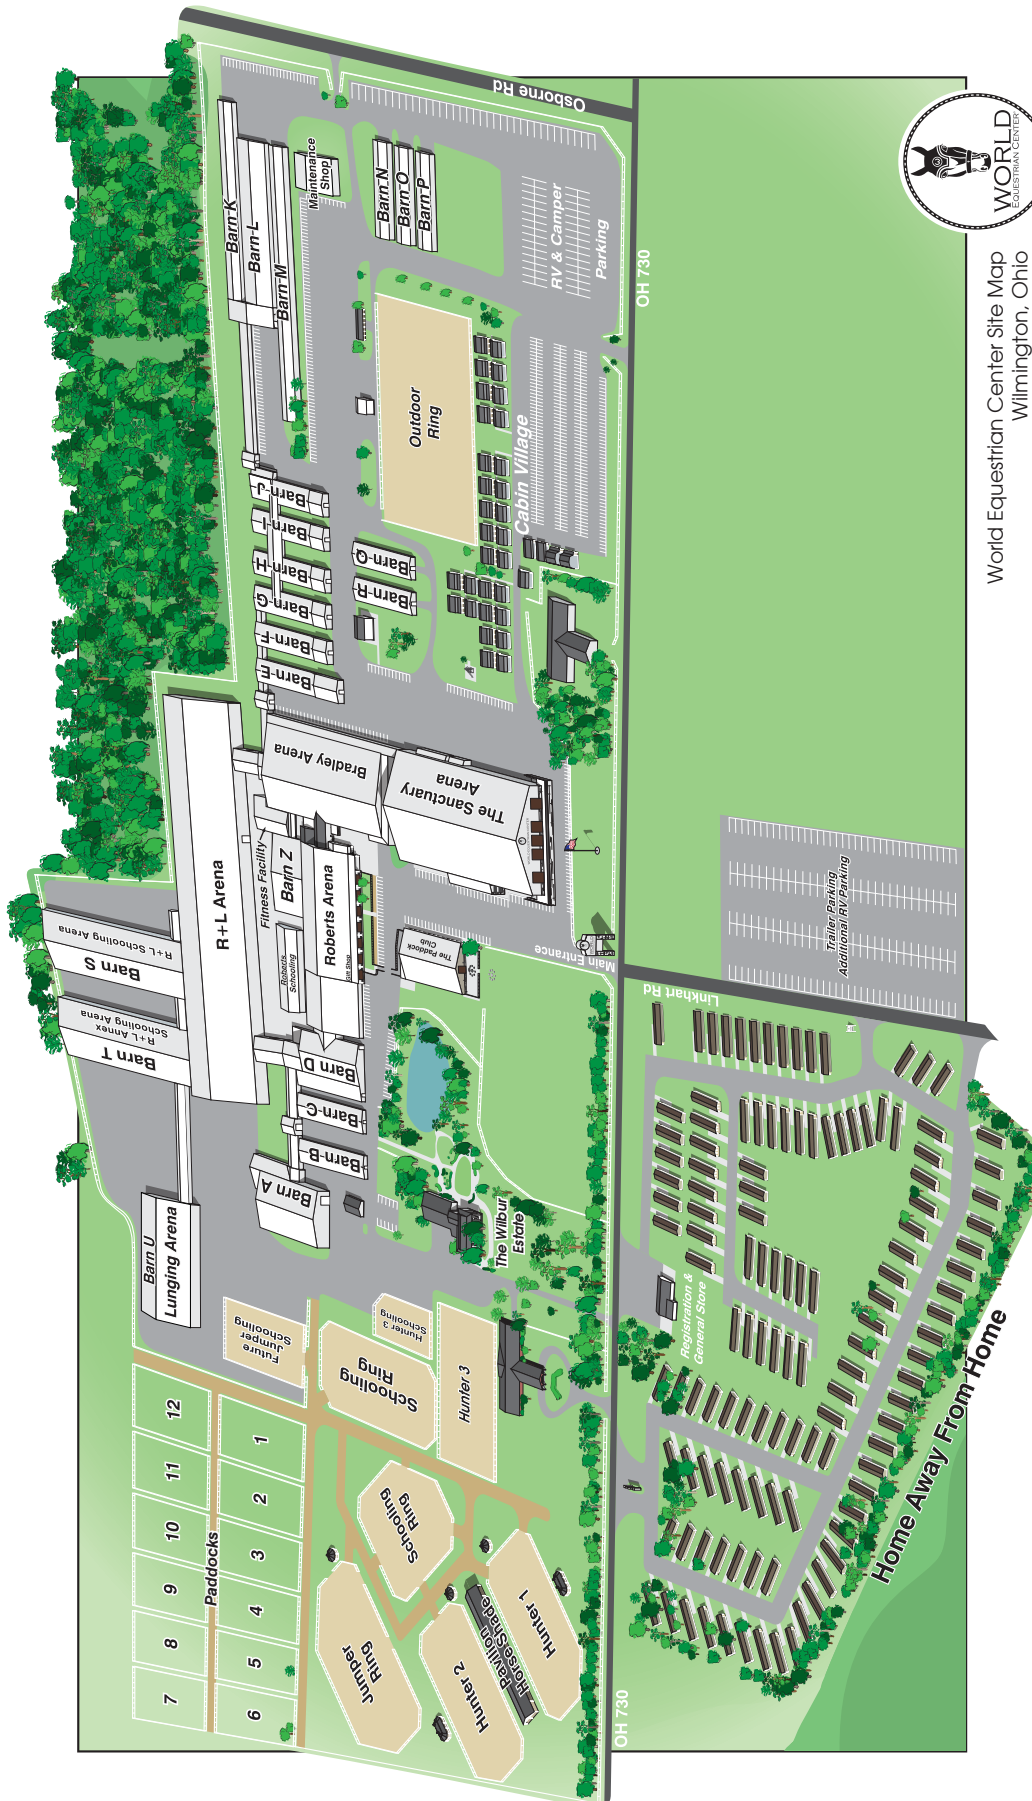 Osborne Rd
Barn-K
Barn-L
Barn-M
Maintenance
Shop
Barn-N
Barn-O
Barn-P
RV & Camper
Parking
OH 730
WORLD
EQUESTRIAN CENTER
World Equestrian Center Site Map
Wilmington, Ohio
Outdoor
Ring
Cabin Village
Barn-J
Barn-I
Barn-H
Barn-G
Barn-F
Barn-E
Barn-Q
Barn-R
Bradley Arena
The Sanctuary
Arena
R+L Arena
Fitness Facility
Barn Z
Roberts Arena
Roberts
Schooling
Gift Shop
The Paddock
Club
Main Entrance
R+L Schooling Arena
Barn S
R+L Annex
Schooling Arena
Barn T
Barn D
Barn-C
Barn-B
Barn A
Barn U
Lunging Arena
The Wilbur
Estate
Trailer Parking
Additional RV Parking
Linkhart Rd
Registration &
General Store
Home Away From Home
Future
Jumper
Schooling
Hunter 3
Schooling
Schooling
Ring
Hunter 3
Schooling
Ring
Jumper
Ring
Hunter 2
Pavilion
Horse Shade
Hunter 1
Paddocks
12
11
10
9
8
7
1
2
3
4
5
6
OH 730